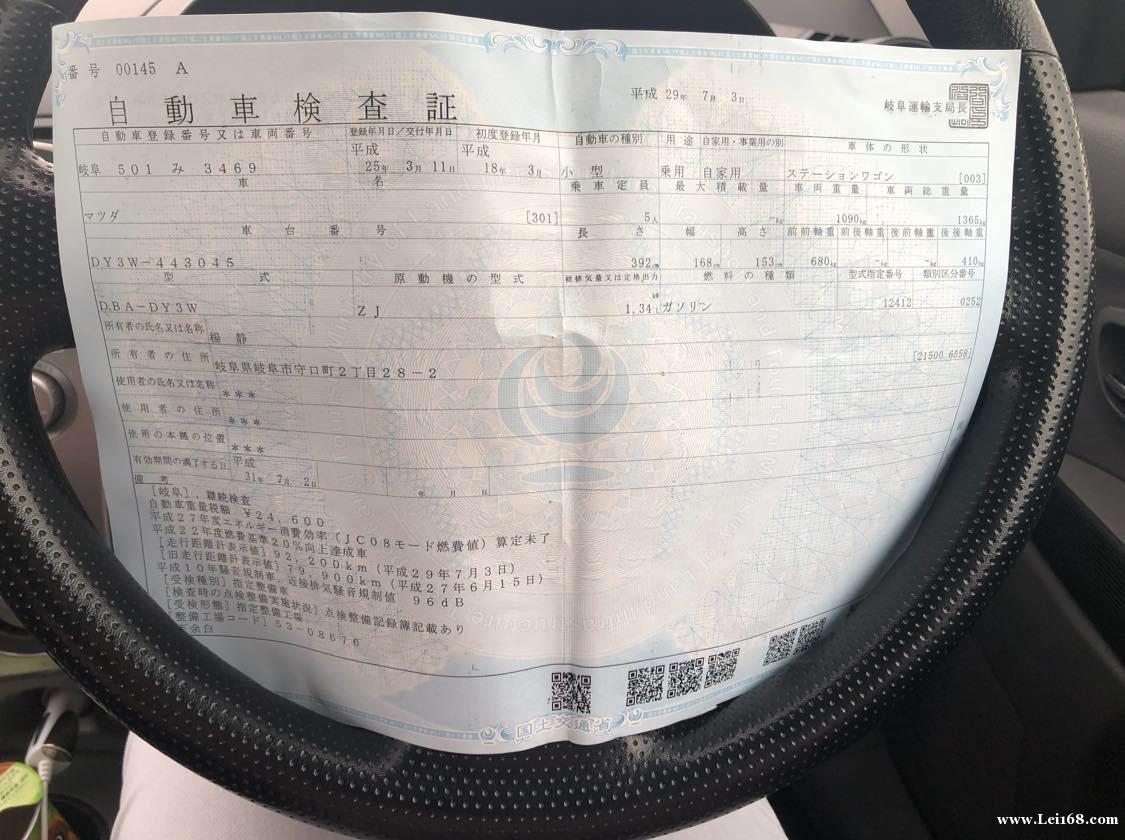 番号 00145 A
平成 29年 7月 3日
自動車検査証
岐阜運輸支局長
自動車登録番号又は車両番号 登録年月日/交付年月日 初度登録年月 自動車の種別 用途 自家用・事業用の別 車体の形状
岐阜 501 み 3469 平成 25年 3月 11日 平成 18年 3月 小型 乗用 自家用 ステーションワゴン [003]
車名 乗車定員 最大積載量 車両重量 車両総重量
マツダ [301] 5人 -kg 1090kg 1365kg
車台番号 長さ 幅 高さ 前前軸重 前後軸重 後前軸重 後後軸重
DY3W-443045 392cm 168cm 153cm 680kg -kg -kg 410kg
型式 原動機の型式 総排気量又は定格出力 燃料の種類 型式指定番号 類別区分番号
DBA-DY3W ZJ 1.34 ガソリン 12412 0252
所有者の氏名又は名称 楊 静
所有者の住所 岐阜県岐阜市守口町2丁目28-2 [21500 6558]
使用者の氏名又は名称 ***
使用者の住所 ***
使用の本拠の位置 ***
有効期間の満了する日 平成 31年 7月 2日 年 月 日
備考
[岐阜],継続検査
自動車重量税額 ¥24,600
平成27年度エネルギー消費効率(JC08モード燃費値)算定未了
平成22年度燃費基準20%向上達成車
[走行距離計表示値]92,200km(平成29年7月3日)
[旧走行距離計表示値]79,900km(平成27年6月15日)
平成10年騒音規制車,近接排気騒音規制値 96dB
[受検種別]指定整備車
[検査時の点検整備実施状況]点検整備記録簿記載あり
[受検形態]指定整備工場
[整備工場コード]53-08676
余白
国土交通省
www.Lei168.com